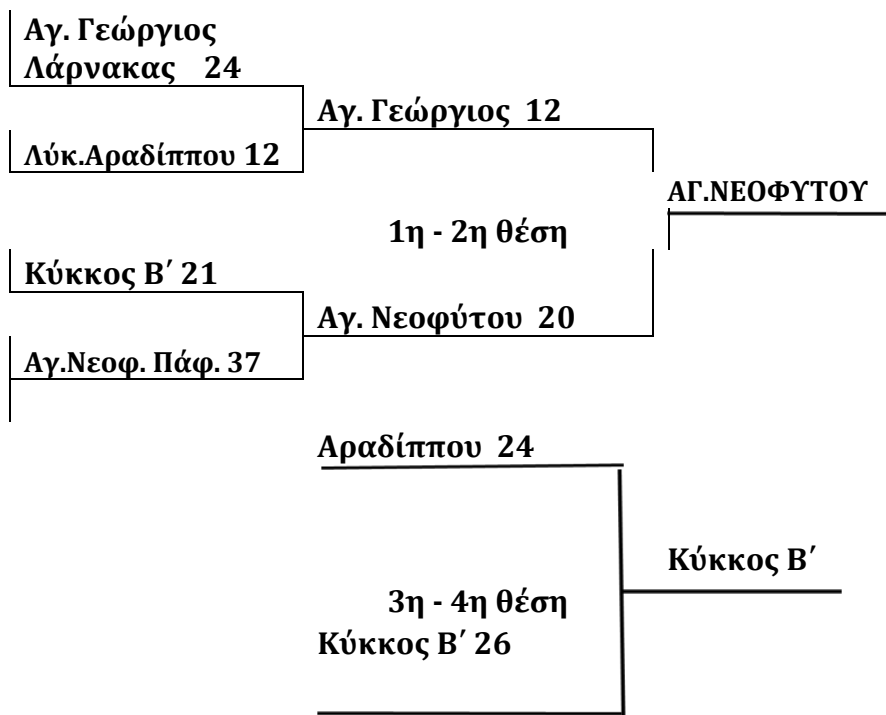 Αγ. Γεώργιος
Λάρνακας 24
Αγ. Γεώργιος 12
Λύκ.Αραδίππου 12
ΑΓ.ΝΕΟΦΥΤΟΥ
1η - 2η θέση
Κύκκος Β΄ 21
Αγ. Νεοφύτου 20
Αγ.Νεοφ. Πάφ. 37
Αραδίππου 24
Κύκκος Β΄
3η - 4η θέση
Κύκκος Β΄ 26